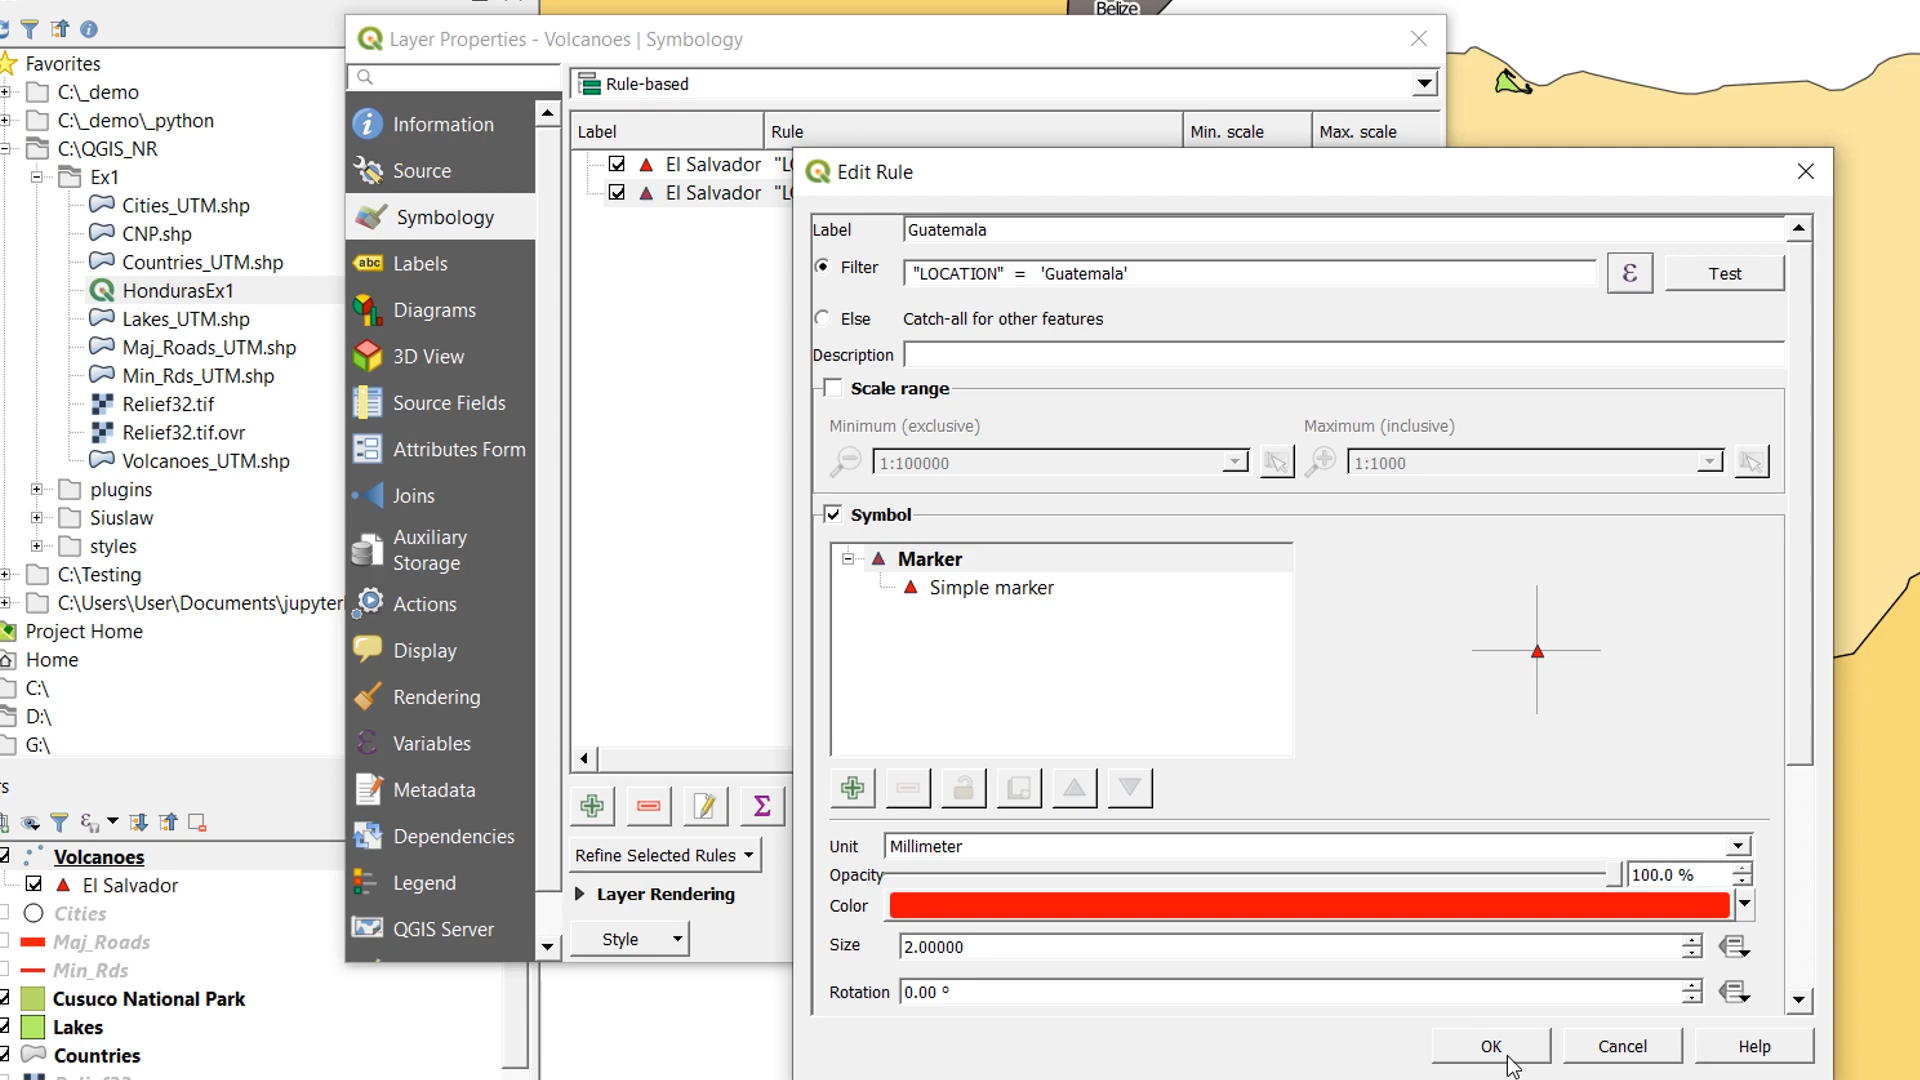 Belize
Layer Properties - Volcanoes | Symbology
Favorites
C:\_demo
C:\_demo\_python
C:\QGIS_NR
Ex1
Cities_UTM.shp
CNP.shp
Countries_UTM.shp
HondurasEx1
Lakes_UTM.shp
Maj_Roads_UTM.shp
Min_Rds_UTM.shp
Relief32.tif
Relief32.tif.ovr
Volcanoes_UTM.shp
plugins
Siuslaw
styles
C:\Testing
C:\Users\User\Documents\jupyter
Project Home
Home
C:\
D:\
G:\
Volcanoes
El Salvador
Cities
Maj_Roads
Min_Rds
Cusuco National Park
Lakes
Countries
Relief32
Information
Source
Symbology
abc Labels
Diagrams
3D View
Source Fields
Attributes Form
Joins
Auxiliary
Storage
Actions
Display
Rendering
Variables
Metadata
Dependencies
Legend
QGIS Server
Rule-based
Label Rule Min. scale Max. scale
El Salvador "LO
El Salvador "LO
Refine Selected Rules
Layer Rendering
Style
Edit Rule
Label Guatemala
Filter "LOCATION" = 'Guatemala' ε Test
Else Catch-all for other features
Description
Scale range
Minimum (exclusive) Maximum (inclusive)
1:100000 1:1000
Symbol
Marker
Simple marker
Unit Millimeter
Opacity 100.0 %
Color
Size 2.00000
Rotation 0.00 °
OK Cancel Help